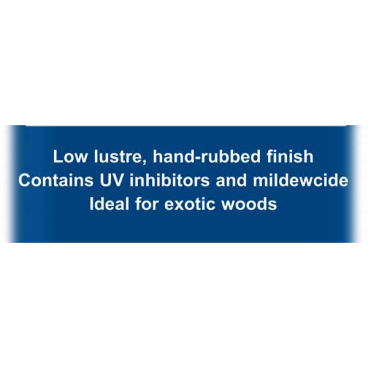 Low lustre, hand-rubbed finish
Contains UV inhibitors and mildewcide
Ideal for exotic woods